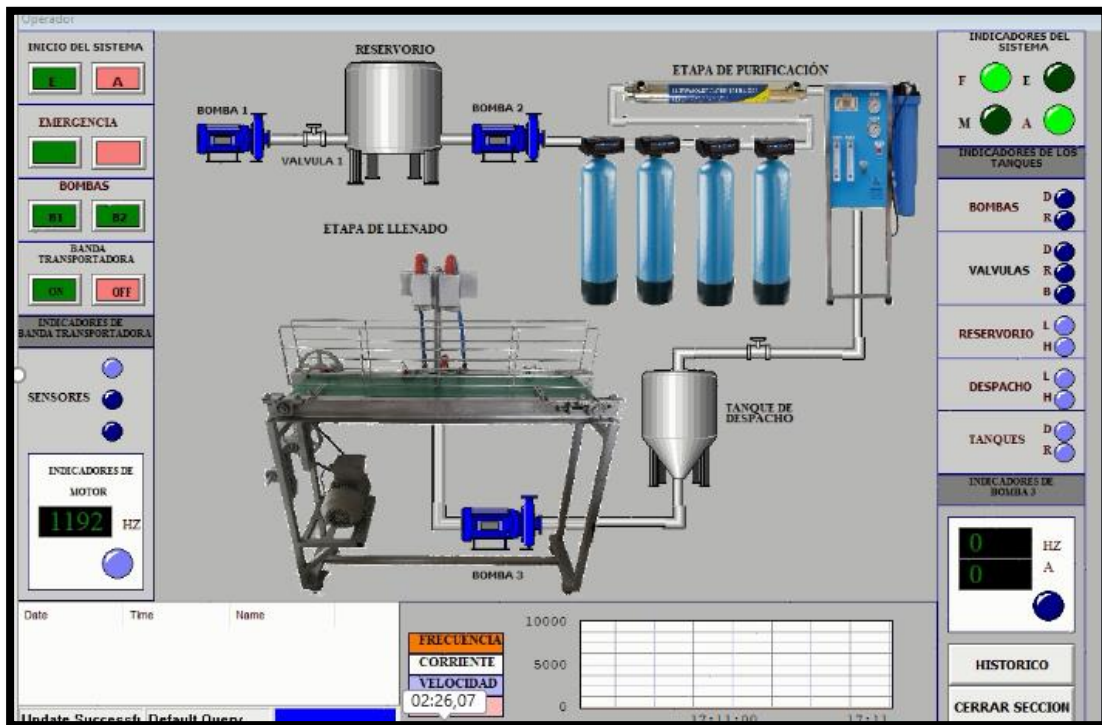 Operador
INICIO DEL SISTEMA
E
A
EMERGENCIA
BOMBAS
B1
B2
BANDA
TRANSPORTADORA
ON
OFF
INDICADORES DE
BANDA TRANSPORTADORA
SENSORES
INDICADORES DE
MOTOR
1192 HZ
RESERVORIO
BOMBA 1
BOMBA 2
VALVULA 1
ETAPA DE PURIFICACIÓN
ETAPA DE LLENADO
TANQUE DE
DESPACHO
BOMBA 3
INDICADORES DEL
SISTEMA
F
E
M
A
INDICADORES DE LOS
TANQUES
BOMBAS
D
R
VALVULAS
D
R
B
RESERVORIO
L
H
DESPACHO
L
H
TANQUES
D
R
INDICADORES DE
BOMBA 3
0 HZ
0 A
HISTORICO
CERRAR SECCION
Date Time Name
Update Successfu Default Query
FRECUENCIA
CORRIENTE
VELOCIDAD
02:26,07
10000
5000
0
17:11:00
17:11